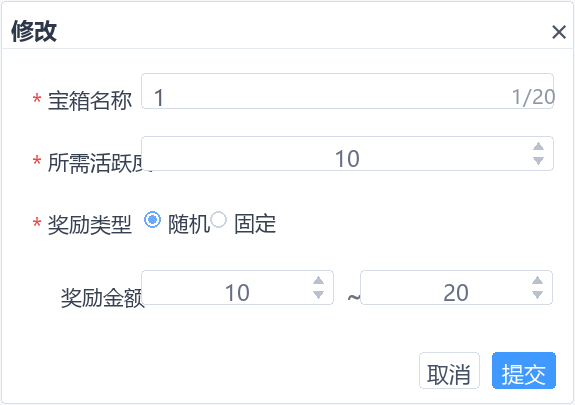 修改
* 宝箱名称 1 1/20
* 所需活跃度 10
* 奖励类型 随机 固定
奖励金额 10 ~ 20
取消 提交